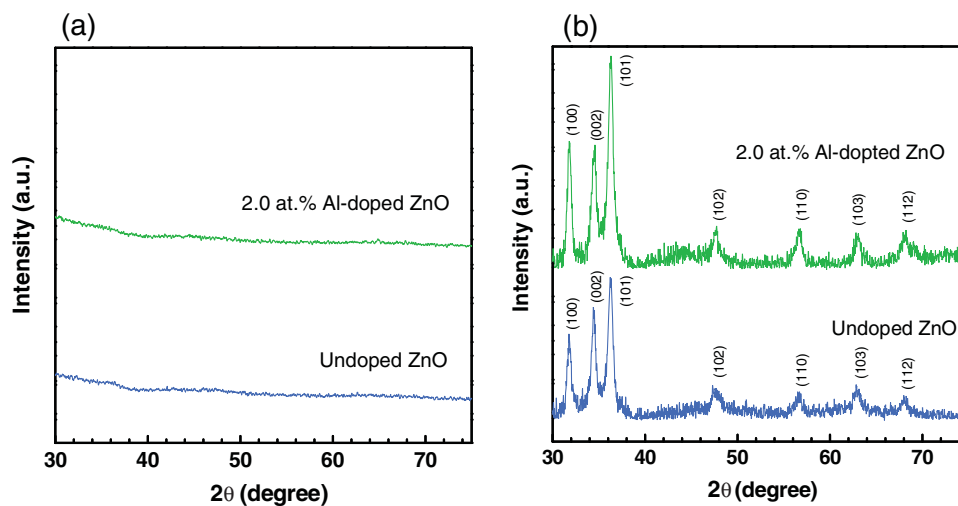 (a)
Intensity (a.u.)
2.0 at.% Al-doped ZnO
Undoped ZnO
30 40 50 60 70
2θ (degree)
(b)
Intensity (a.u.)
(100)
(002)
(101)
2.0 at.% Al-dopted ZnO
(102)
(110)
(103)
(112)
(100)
(002)
(101)
Undoped ZnO
(102)
(110)
(103)
(112)
30 40 50 60 70
2θ (degree)